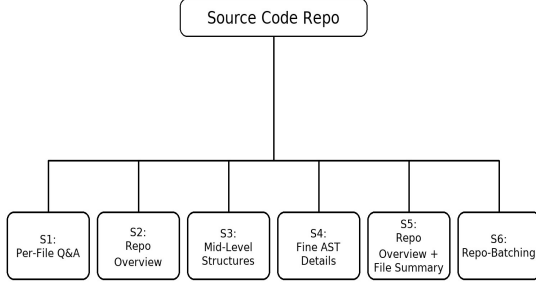 Source Code Repo
S1:
Per-File Q&A
S2:
Repo
Overview
S3:
Mid-Level
Structures
S4:
Fine AST
Details
S5:
Repo
Overview +
File Summary
S6:
Repo-Batching